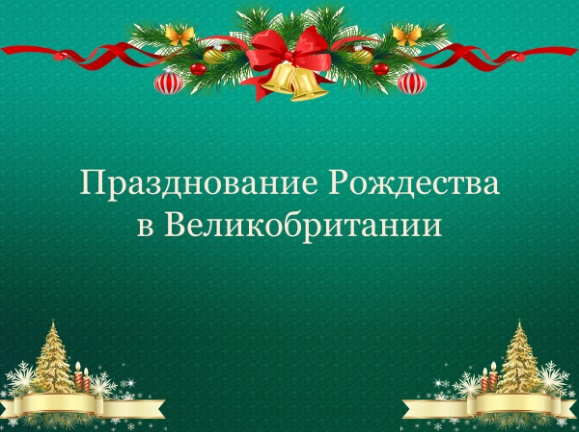 Празднование Рождества
в Великобритании